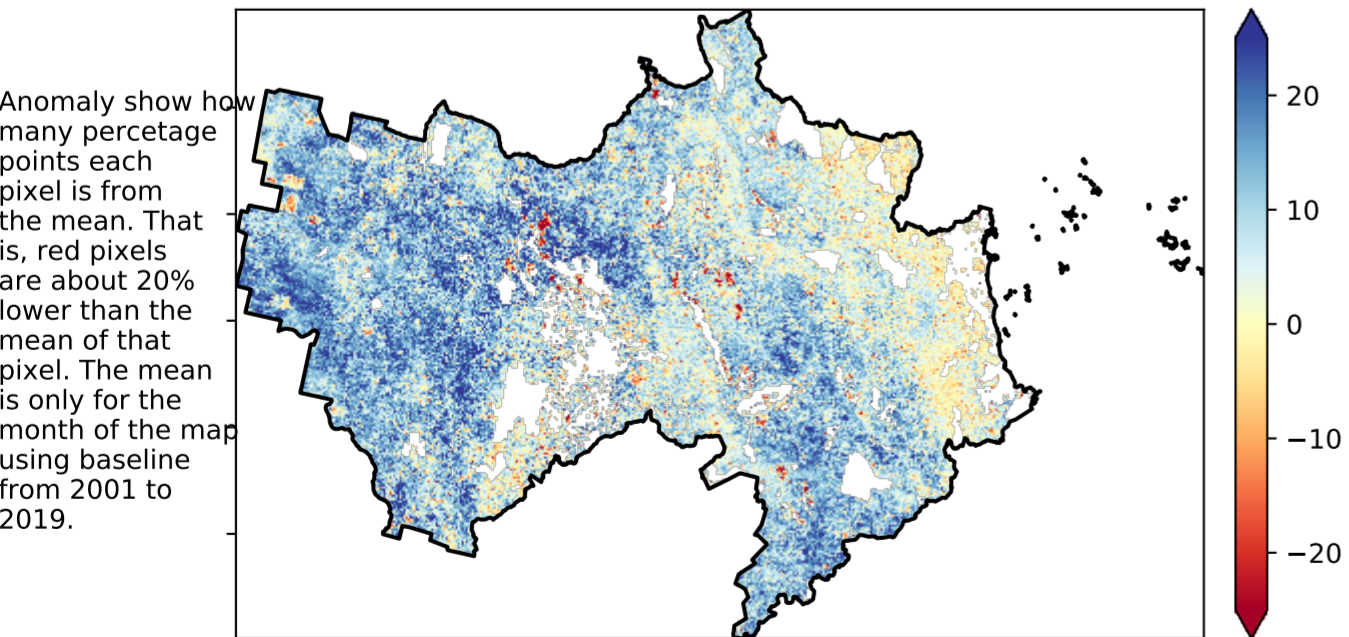 Anomaly show how
many percetage
points each
pixel is from
the mean. That
is, red pixels
are about 20%
lower than the
mean of that
pixel. The mean
is only for the
month of the map
using baseline
from 2001 to
2019.
20
10
0
−10
−20